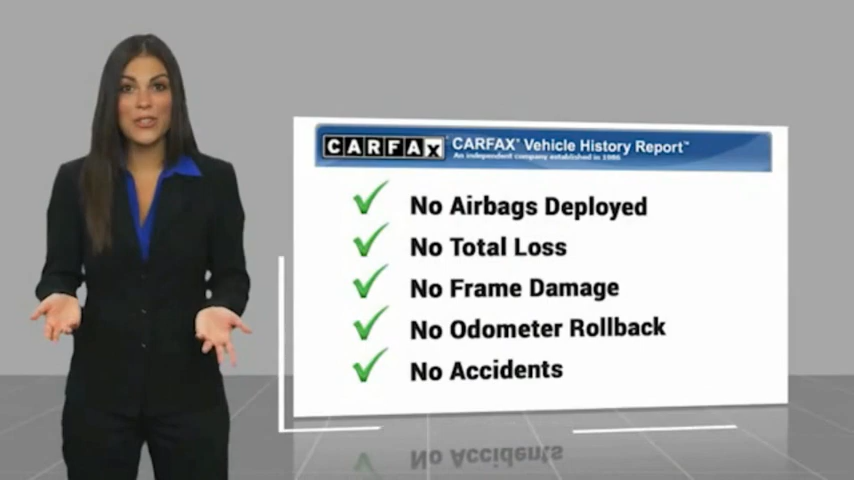 CARFAX CARFAX™ Vehicle History Report™
An independent company established in 1986
No Airbags Deployed
No Total Loss
No Frame Damage
No Odometer Rollback
No Accidents
No Accidents